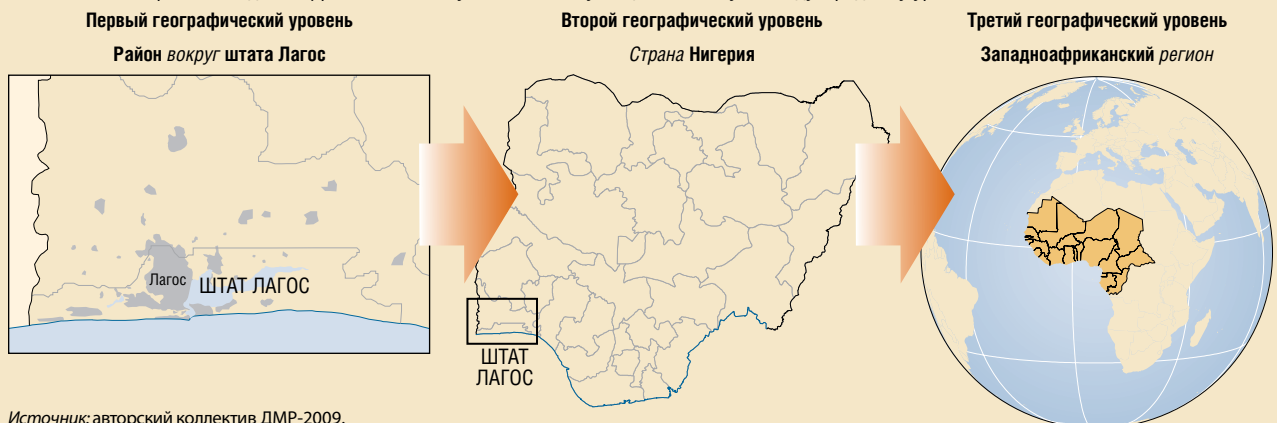 Первый географический уровень
Район вокруг штата Лагос
Лагос
ШТАТ ЛАГОС
Второй географический уровень
Страна Нигерия
ШТАТ
ЛАГОС
Третий географический уровень
Западноафриканский регион
Источник: авторский коллектив ДМР-2009.